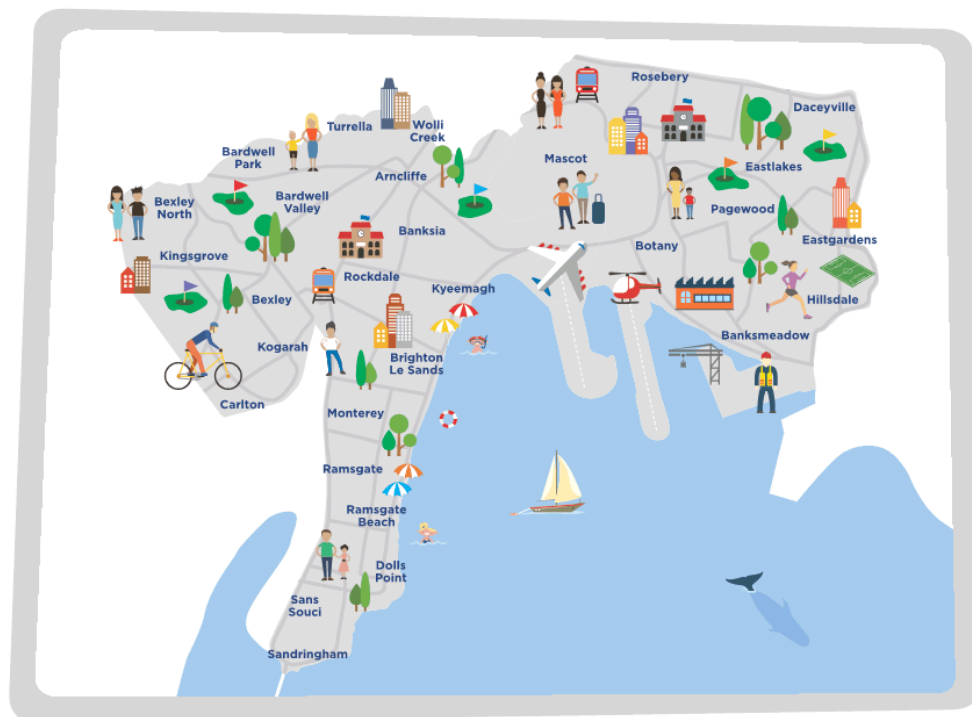 Rosebery
Daceyville
Turrella
Wolli
Creek
Bardwell
Park
Mascot
Eastlakes
Arncliffe
Bexley
North
Bardwell
Valley
Pagewood
Banksia
Eastgardens
Botany
Kingsgrove
Rockdale
Kyeemagh
Bexley
Hillsdale
Banksmeadow
Kogarah
Brighton
Le Sands
Carlton
Monterey
Ramsgate
Ramsgate
Beach
Dolls
Point
Sans
Souci
Sandringham